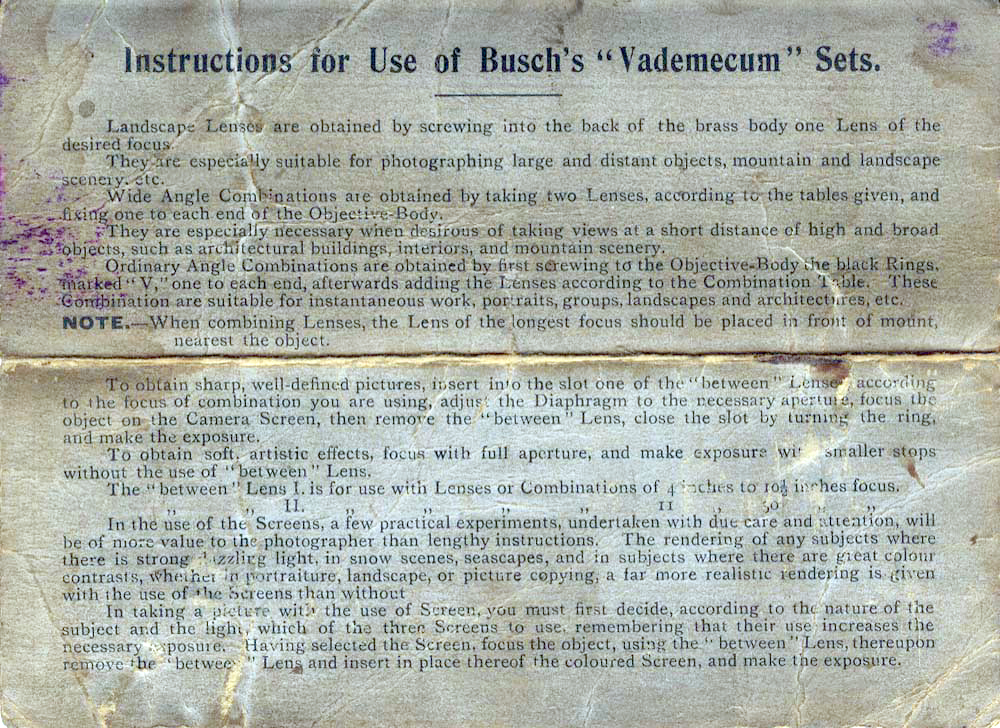 Instructions for Use of Busch's "Vademecum" Sets.
Landscape Lenses are obtained by screwing into the back of the brass body one Lens of the
desired focus.
They are especially suitable for photographing large and distant objects, mountain and landscape
scenery, etc.
Wide Angle Combinations are obtained by taking two Lenses, according to the tables given, and
fixing one to each end of the Objective-Body.
They are especially necessary when desirous of taking views at a short distance of high and broad
objects, such as architectural buildings, interiors, and mountain scenery.
Ordinary Angle Combinations are obtained by first screwing to the Objective-Body the black Rings,
marked "V," one to each end, afterwards adding the Lenses according to the Combination Table. These
Combination are suitable for instantaneous work, portraits, groups, landscapes and architectures, etc.
NOTE.—When combining Lenses, the Lens of the longest focus should be placed in front of mount,
nearest the object.
To obtain sharp, well-defined pictures, insert into the slot one of the "between" Lenses according
to the focus of combination you are using, adjust the Diaphragm to the necessary aperture, focus the
object on the Camera Screen, then remove the "between" Lens, close the slot by turning the ring,
and make the exposure.
To obtain soft, artistic effects, focus with full aperture, and make exposure with smaller stops
without the use of "between" Lens.
The "between" Lens I. is for use with Lenses or Combinations of 4 inches to 10½ inches focus.
,, ,, II. ,, ,, ,, ,, 11 ,, 30 ,, ,,
In the use of the Screens, a few practical experiments, undertaken with due care and attention, will
be of more value to the photographer than lengthy instructions. The rendering of any subjects where
there is strong dazzling light, in snow scenes, seascapes, and in subjects where there are great colour
contrasts, whether in portraiture, landscape, or picture copying, a far more realistic rendering is given
with the use of the Screens than without
In taking a picture with the use of Screen, you must first decide, according to the nature of the
subject and the light, which of the three Screens to use, remembering that their use increases the
necessary exposure. Having selected the Screen, focus the object, using the "between" Lens, thereupon
remove the "between" Lens and insert in place thereof the coloured Screen, and make the exposure.